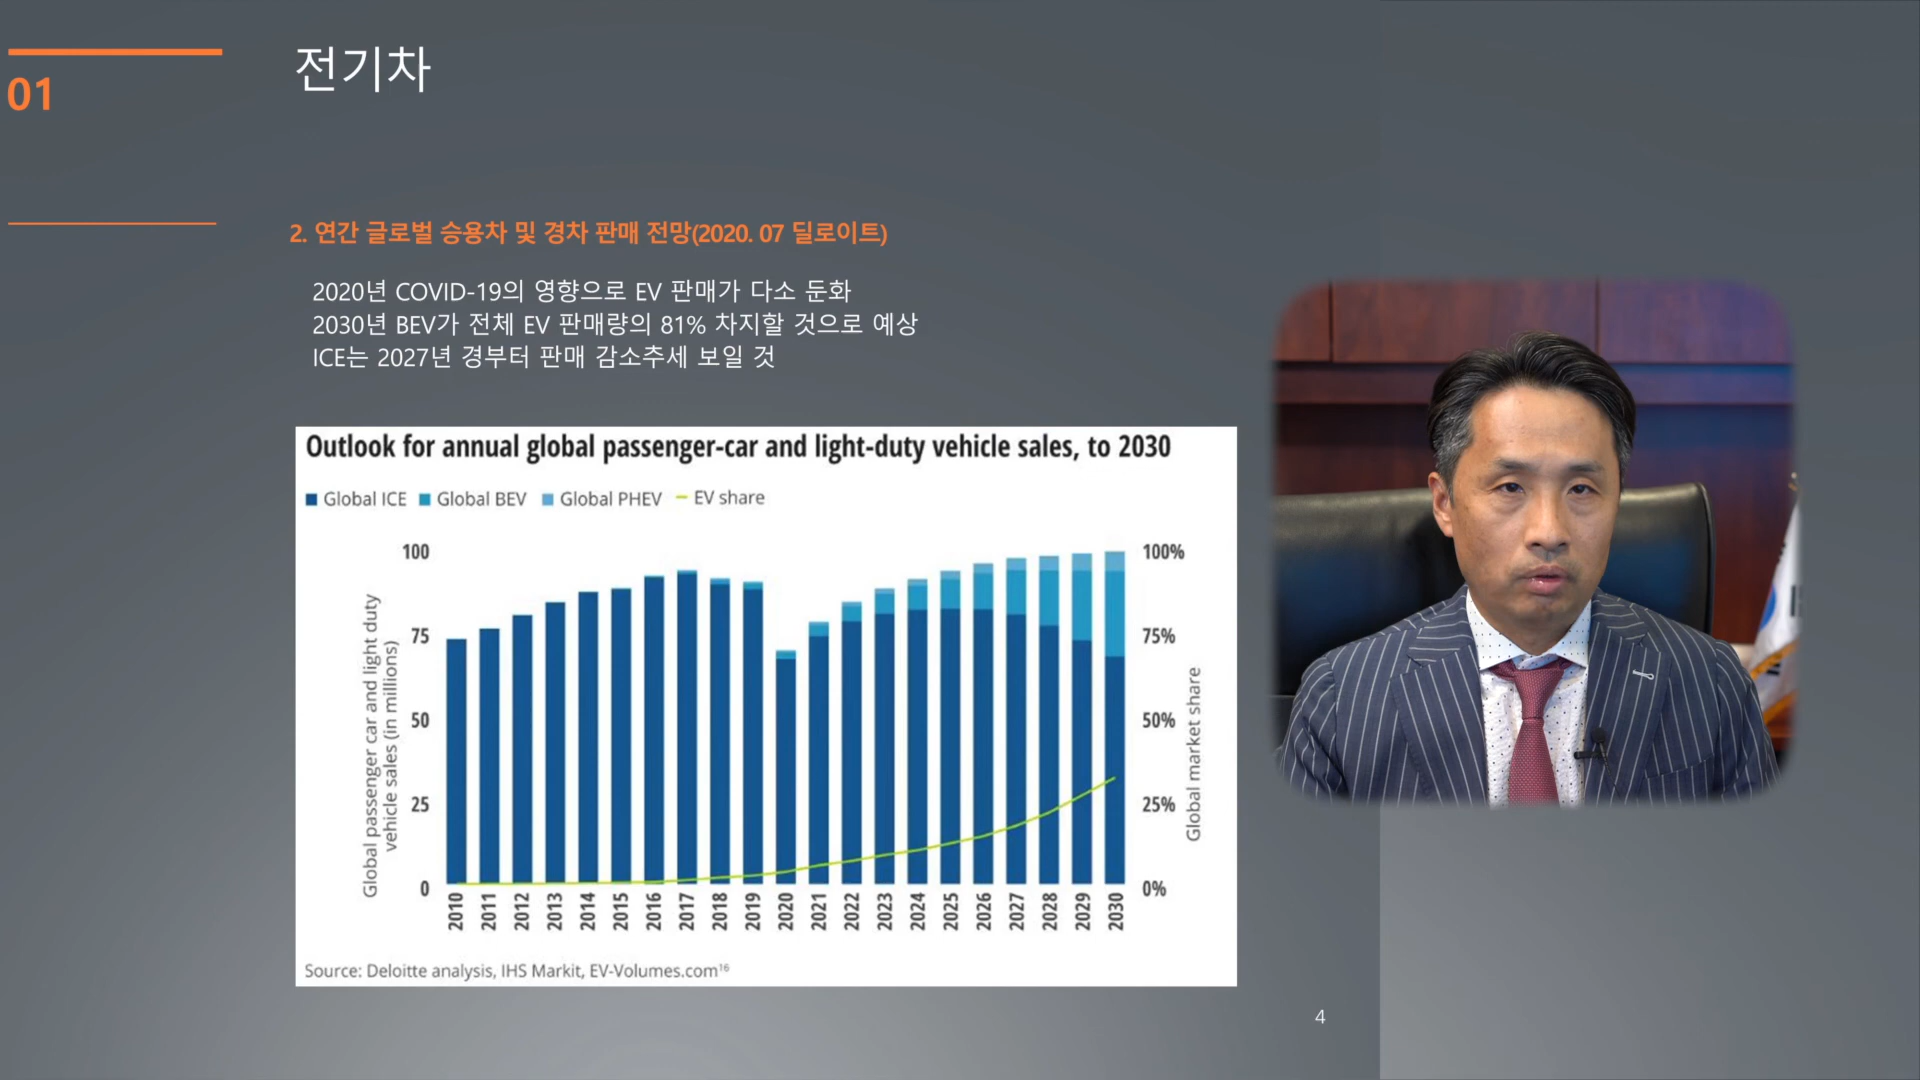 01
전기차
2. 연간 글로벌 승용차 및 경차 판매 전망(2020. 07 딜로이트)
2020년 COVID-19의 영향으로 EV 판매가 다소 둔화
2030년 BEV가 전체 EV 판매량의 81% 차지할 것으로 예상
ICE는 2027년 경부터 판매 감소추세 보일 것
Outlook for annual global passenger-car and light-duty vehicle sales, to 2030
Global ICE Global BEV Global PHEV EV share
Global passenger car and light duty
vehicle sales (in millions)
100
75
50
25
0
100%
75%
50%
25%
0%
Global market share
2010 2011 2012 2013 2014 2015 2016 2017 2018 2019 2020 2021 2022 2023 2024 2025 2026 2027 2028 2029 2030
Source: Deloitte analysis, IHS Markit, EV-Volumes.com¹⁶
4